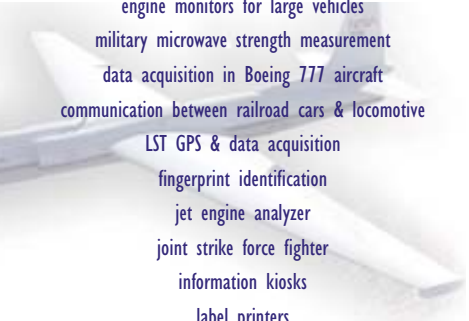 engine monitors for large vehicles
military microwave strength measurement
data acquisition in Boeing 777 aircraft
communication between railroad cars & locomotive
LST GPS & data acquisition
fingerprint identification
jet engine analyzer
joint strike force fighter
information kiosks
label printers